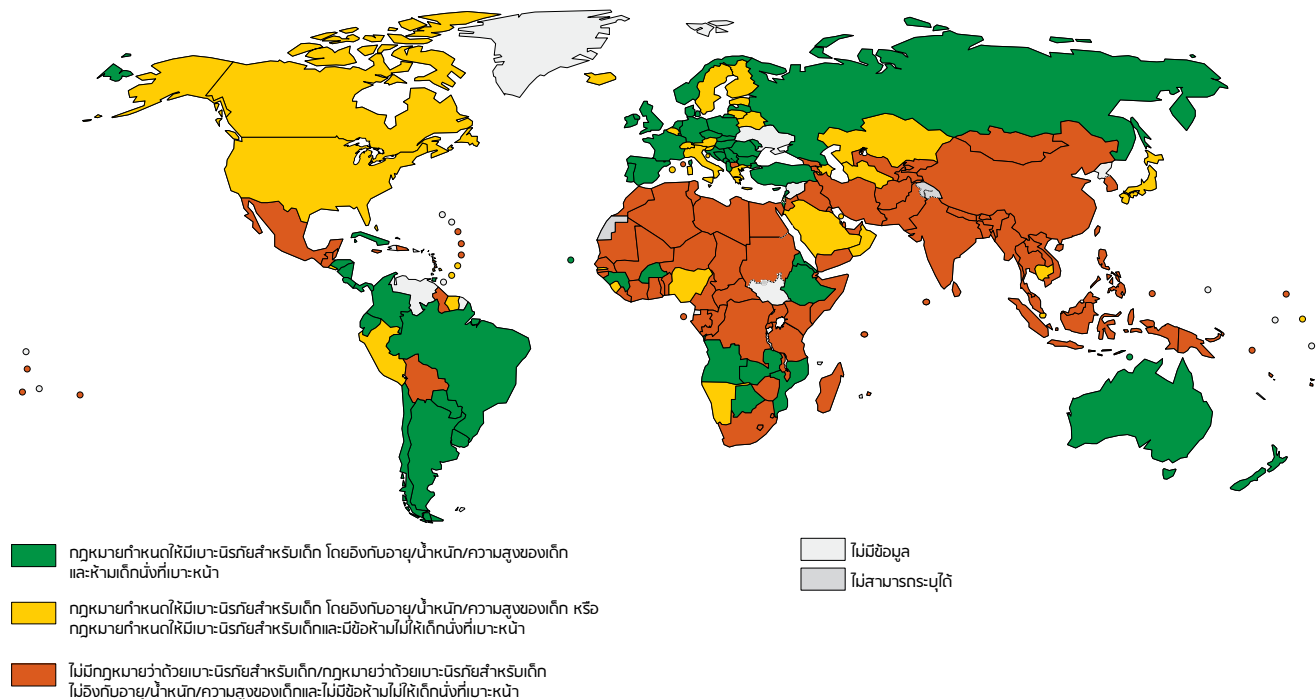 กฎหมายกำหนดให้มีเบาะนิรภัยสำหรับเด็ก โดยอิงกับอายุ/น้ำหนัก/ความสูงของเด็ก
และห้ามเด็กนั่งที่เบาะหน้า
กฎหมายกำหนดให้มีเบาะนิรภัยสำหรับเด็ก โดยอิงกับอายุ/น้ำหนัก/ความสูงของเด็ก หรือ
กฎหมายกำหนดให้มีเบาะนิรภัยสำหรับเด็กและมีข้อห้ามไม่ให้เด็กนั่งที่เบาะหน้า
ไม่มีกฎหมายว่าด้วยเบาะนิรภัยสำหรับเด็ก/กฎหมายว่าด้วยเบาะนิรภัยสำหรับเด็ก
ไม่อิงกับอายุ/น้ำหนัก/ความสูงของเด็กและไม่มีข้อห้ามไม่ให้เด็กนั่งที่เบาะหน้า
ไม่มีข้อมูล
ไม่สามารถระบุได้